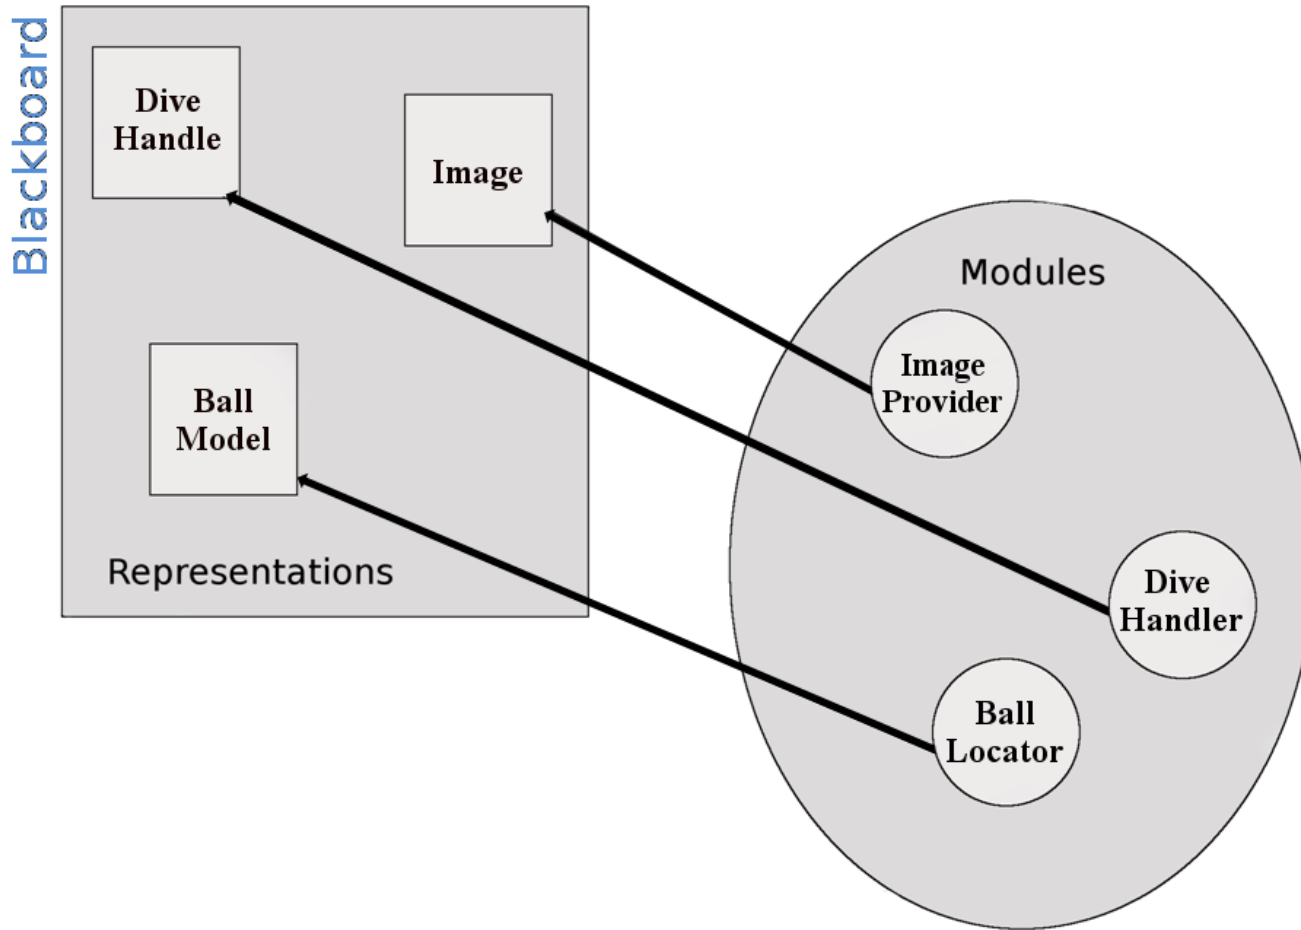 Blackboard
Dive
Handle
Image
Ball
Model
Representations
Modules
Image
Provider
Dive
Handler
Ball
Locator